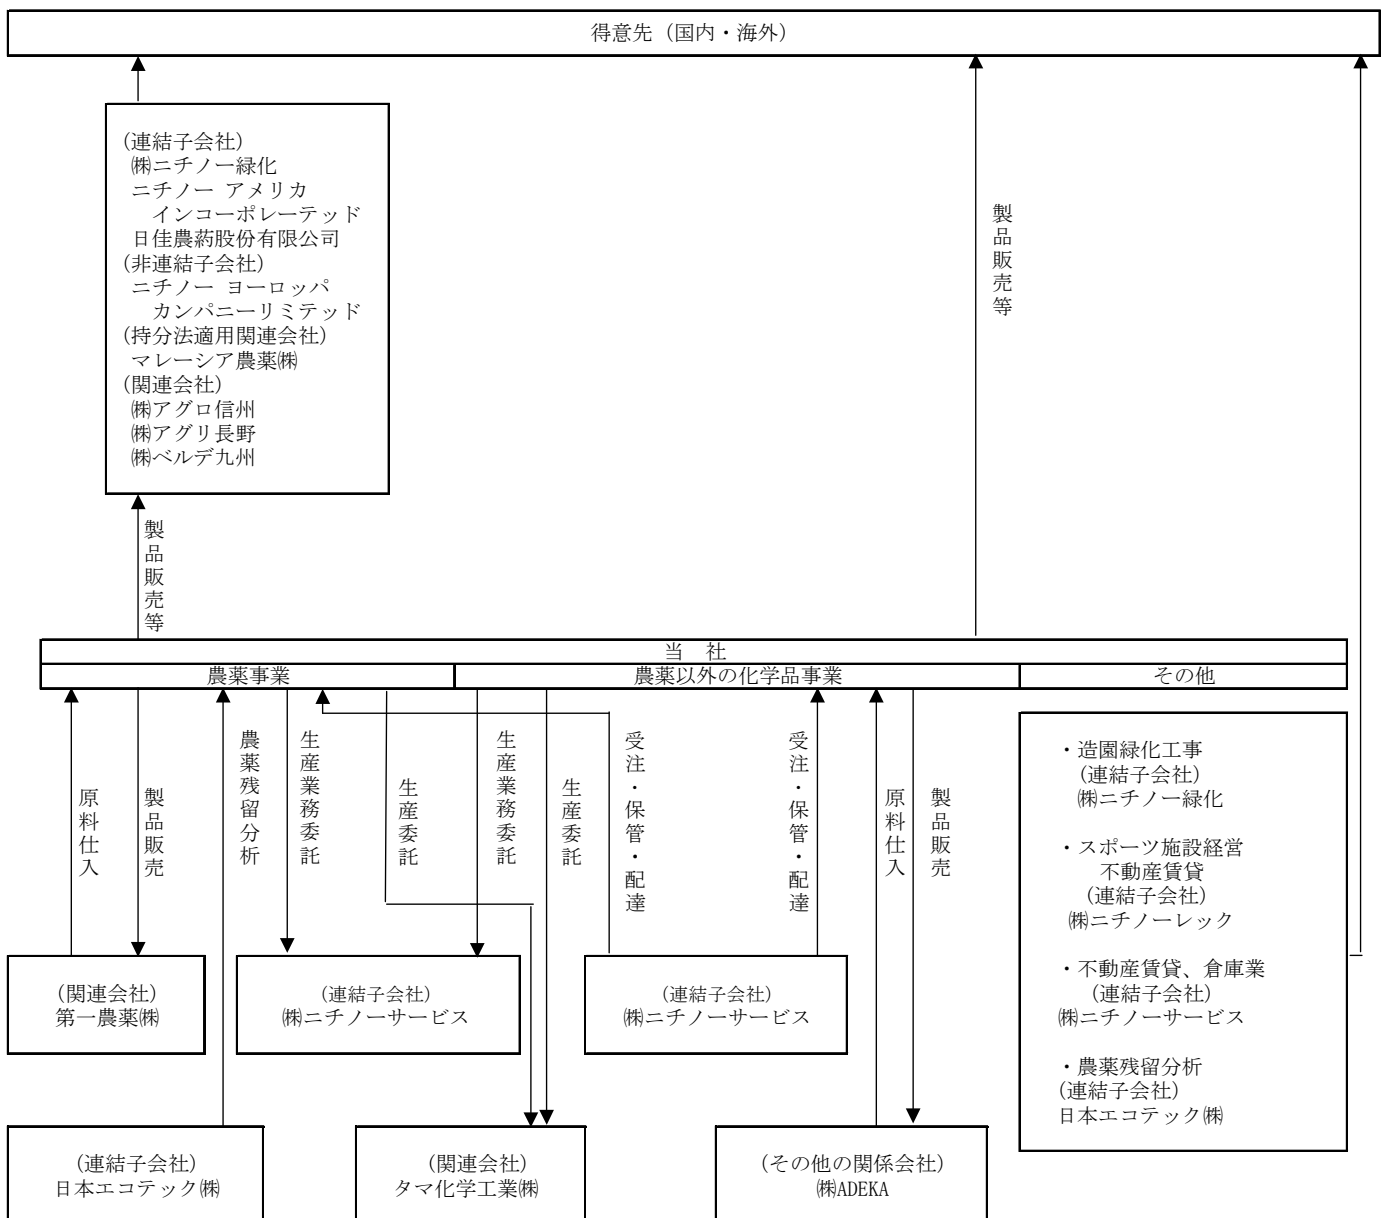 得意先（国内・海外）
(連結子会社)
㈱ニチノー緑化
ニチノー アメリカ
インコーポレーテッド
日佳農葯股份有限公司
(非連結子会社)
ニチノー ヨーロッパ
カンパニーリミテッド
(持分法適用関連会社)
マレーシア農薬㈱
(関連会社)
㈱アグロ信州
㈱アグリ長野
㈱ベルデ九州
製品販売等
製品販売等
当　社
農薬事業
農薬以外の化学品事業
その他
原料仕入
製品販売
農薬残留分析
生産業務委託
生産委託
生産業務委託
生産委託
受注・保管・配達
受注・保管・配達
原料仕入
製品販売
・造園緑化工事
(連結子会社)
㈱ニチノー緑化
・スポーツ施設経営
不動産賃貸
(連結子会社)
㈱ニチノーレック
・不動産賃貸、倉庫業
(連結子会社)
㈱ニチノーサービス
・農薬残留分析
(連結子会社)
日本エコテック㈱
(関連会社)
第一農薬㈱
(連結子会社)
㈱ニチノーサービス
(連結子会社)
㈱ニチノーサービス
(連結子会社)
日本エコテック㈱
(関連会社)
タマ化学工業㈱
(その他の関係会社)
㈱ADEKA